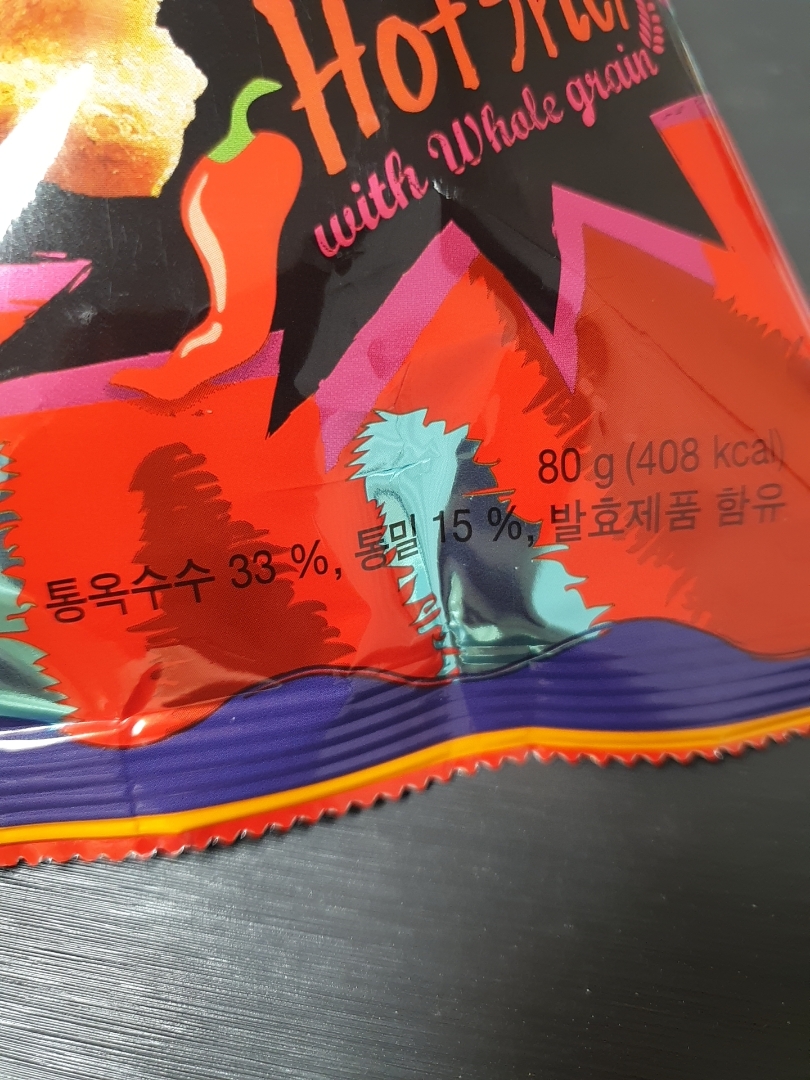 Hot
with Whole grain
80 g (408 kcal)
통옥수수 33 %, 통밀 15 %, 발효제품 함유